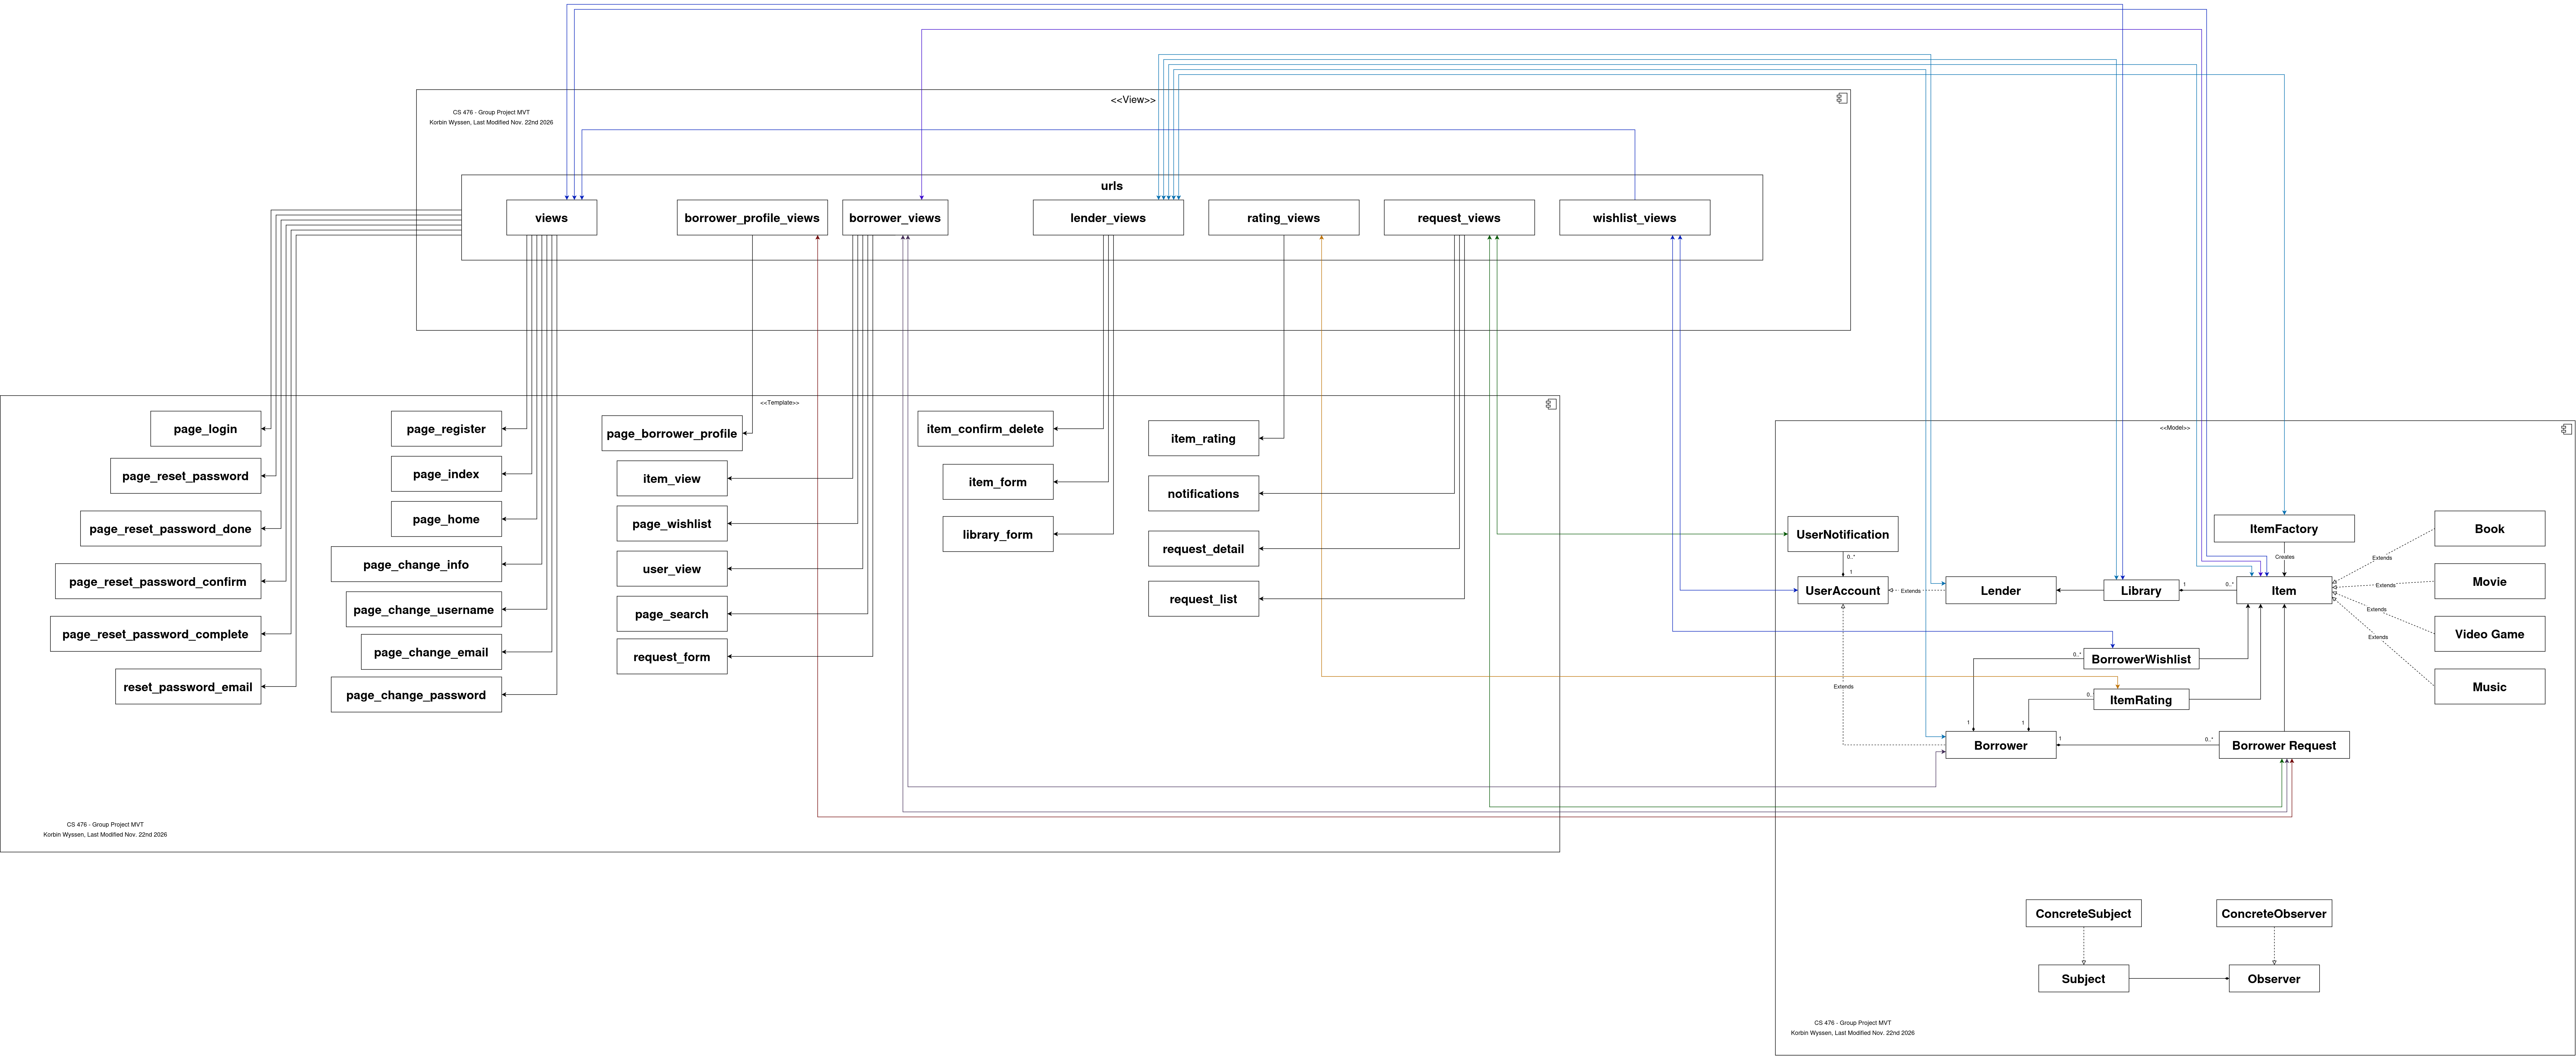 <<View>>
CS 476 - Group Project MVT
Korbin Wyssen, Last Modified Nov. 22nd 2026
urls
views
borrower_profile_views
borrower_views
lender_views
rating_views
request_views
wishlist_views
<<Template>>
page_login
page_reset_password
page_reset_password_done
page_reset_password_confirm
page_reset_password_complete
reset_password_email
page_register
page_index
page_home
page_change_info
page_change_username
page_change_email
page_change_password
page_borrower_profile
item_view
page_wishlist
user_view
page_search
request_form
item_confirm_delete
item_form
library_form
item_rating
notifications
request_detail
request_list
CS 476 - Group Project MVT
Korbin Wyssen, Last Modified Nov. 22nd 2026
<<Model>>
UserNotification
0..*
1
UserAccount
Extends
Lender
Library
1
0..*
Item
ItemFactory
Creates
Book
Extends
Movie
Extends
Video Game
Extends
Music
Extends
BorrowerWishlist
0..*
1
ItemRating
0..
1
Extends
Borrower
1
0..*
Borrower Request
ConcreteSubject
ConcreteObserver
Subject
Observer
CS 476 - Group Project MVT
Korbin Wyssen, Last Modified Nov. 22nd 2026